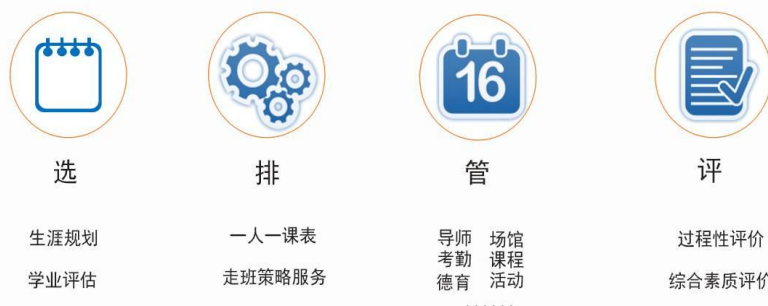 16
选
排
管
评
生涯规划
学业评估
一人一课表
走班策略服务
导师 场馆
考勤 课程
德育 活动
......
过程性评价
综合素质评价